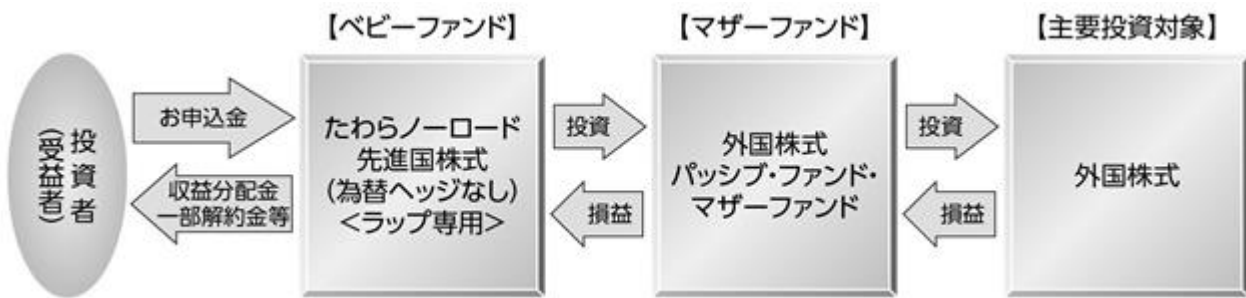 【ベビーファンド】
【マザーファンド】
【主要投資対象】
投資者
(受益者)
お申込金
収益分配金
一部解約金等
たわらノーロード
先進国株式
(為替ヘッジなし)
<ラップ専用>
投資
損益
外国株式
パッシブ・ファンド・
マザーファンド
投資
損益
外国株式